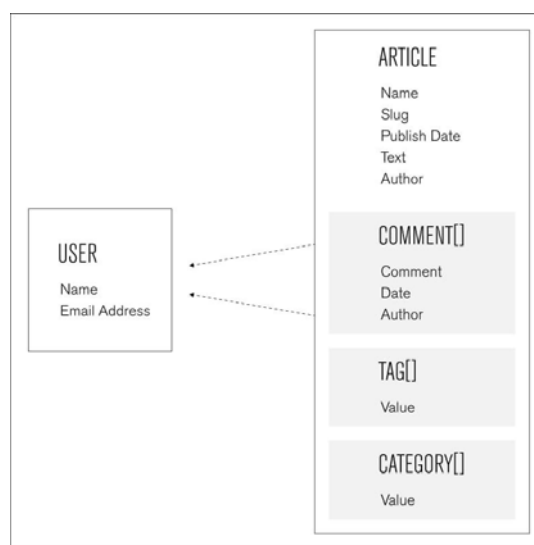 USER
Name
Email Address
ARTICLE
Name
Slug
Publish Date
Text
Author
COMMENT[]
Comment
Date
Author
TAG[]
Value
CATEGORY[]
Value